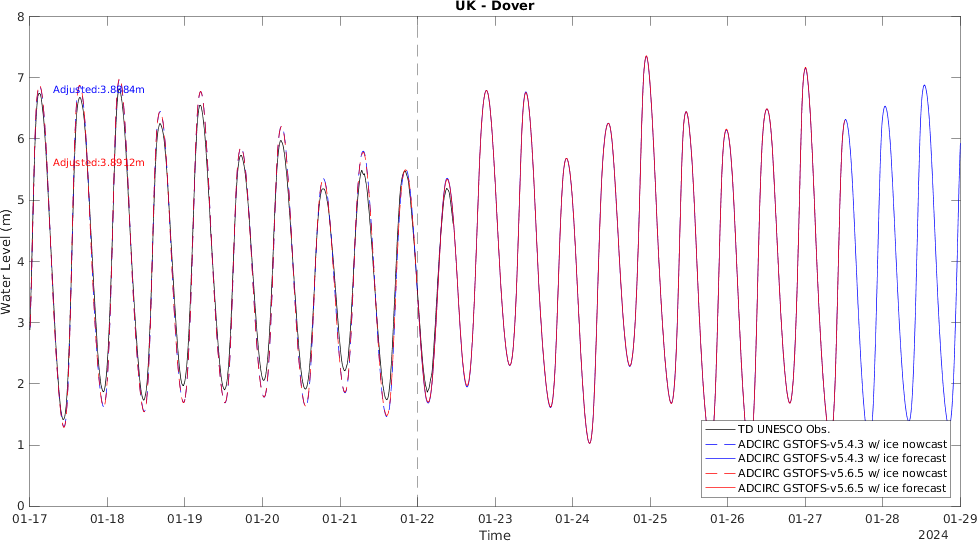 UK - Dover
8
7
6
5
4
3
2
1
0
Water Level (m)
Adjusted:3.8884m
Adjusted:3.8912m
TD UNESCO Obs.
ADCIRC GSTOFS-v5.4.3 w/ ice nowcast
ADCIRC GSTOFS-v5.4.3 w/ ice forecast
ADCIRC GSTOFS-v5.6.5 w/ ice nowcast
ADCIRC GSTOFS-v5.6.5 w/ ice forecast
01-17 01-18 01-19 01-20 01-21 01-22 01-23 01-24 01-25 01-26 01-27 01-28 01-29
Time
2024